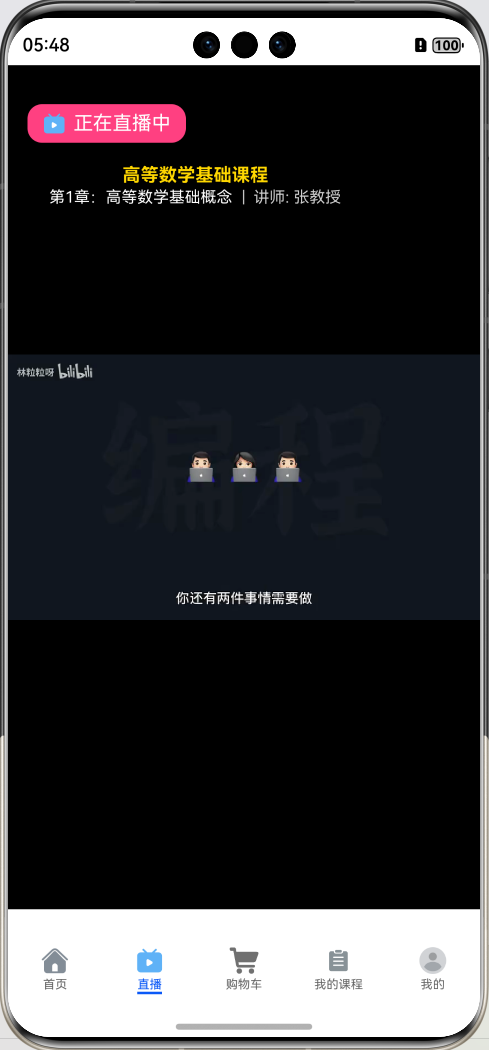 05:48
100
正在直播中
高等数学基础课程
第1章：高等数学基础概念 | 讲师: 张教授
林粒粒呀 bilibili
编程
你还有两件事情需要做
首页
直播
购物车
我的课程
我的